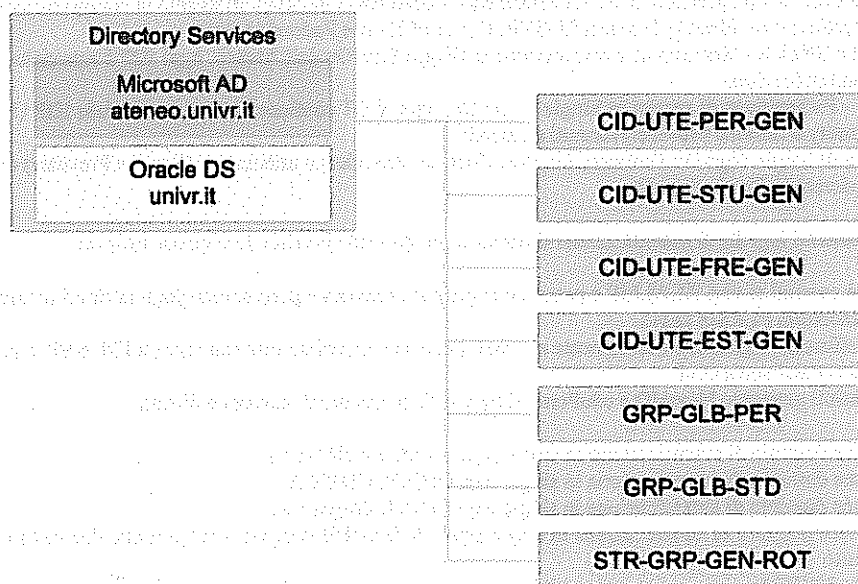 Directory Services
Microsoft AD
ateneo.univr.it
Oracle DS
univr.it
CID-UTE-PER-GEN
CID-UTE-STU-GEN
CID-UTE-FRE-GEN
CID-UTE-EST-GEN
GRP-GLB-PER
GRP-GLB-STD
STR-GRP-GEN-ROT